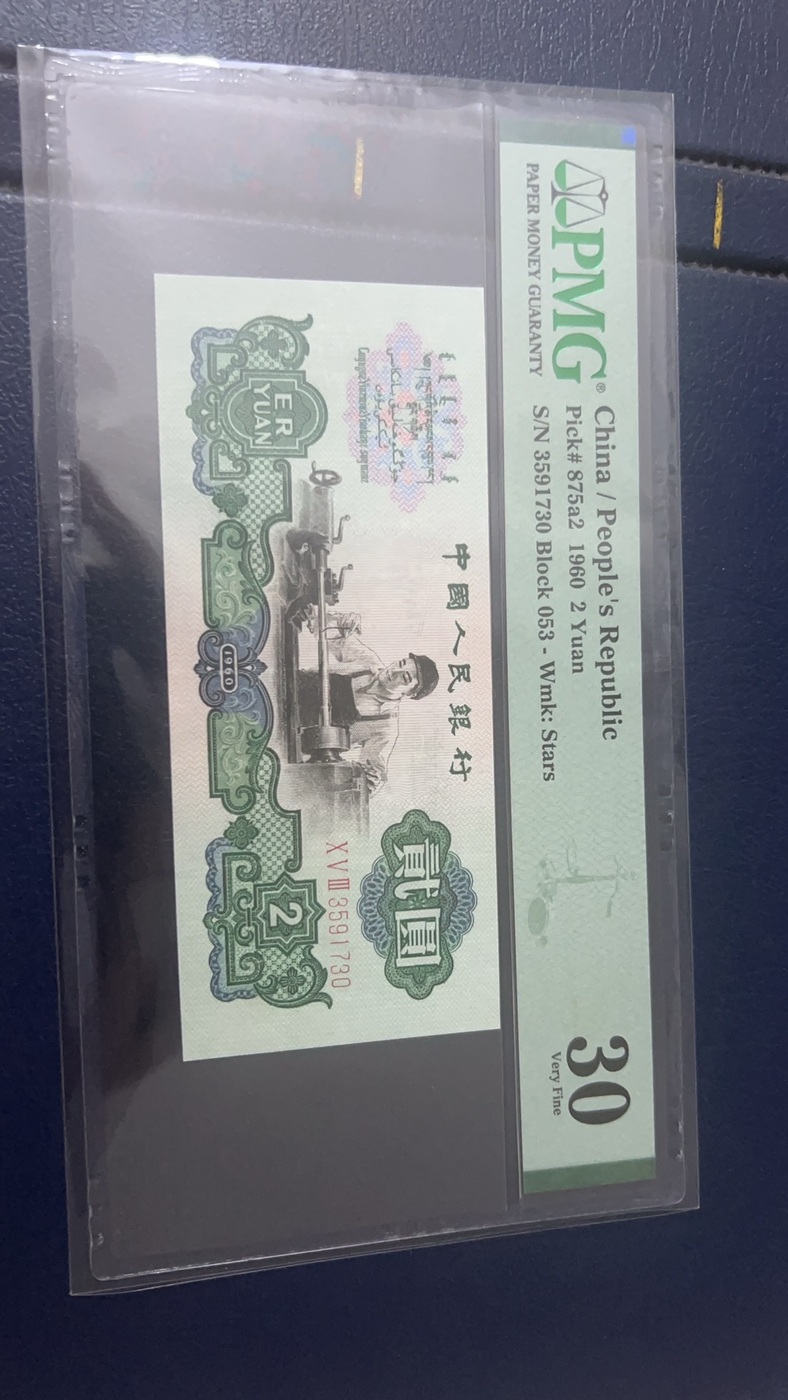 PMG®
PAPER MONEY GUARANTY
China / People's Republic
Pick# 875a2 1960 2 Yuan
S/N 3591730 Block 053 - Wmk: Stars
30
Very Fine
中國人民銀行
貳圓
XVIII 3591730
ER
YUAN
1960
2